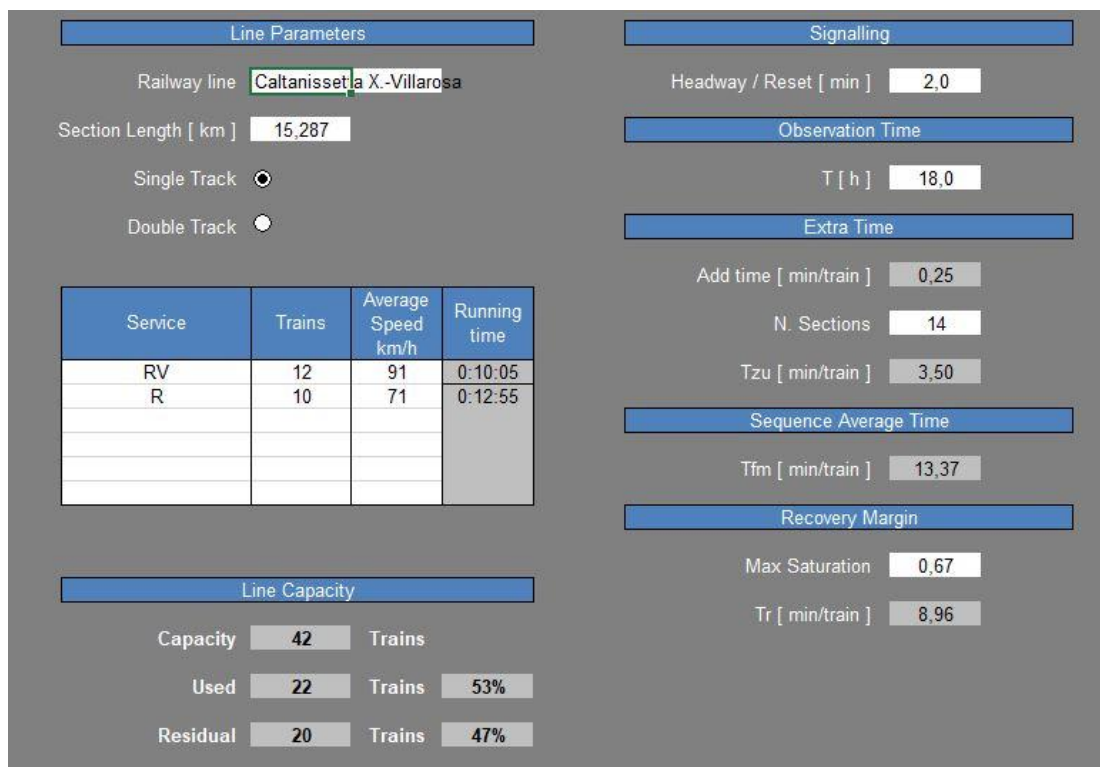 Line Parameters
Railway line Caltanissetta X.-Villarosa
Section Length [ km ] 15,287
Single Track
Double Track
Service Trains Average Speed km/h Running time
RV 12 91 0:10:05
R 10 71 0:12:55
Line Capacity
Capacity 42 Trains
Used 22 Trains 53%
Residual 20 Trains 47%
Signalling
Headway / Reset [ min ] 2,0
Observation Time
T [ h ] 18,0
Extra Time
Add time [ min/train ] 0,25
N. Sections 14
Tzu [ min/train ] 3,50
Sequence Average Time
Tfm [ min/train ] 13,37
Recovery Margin
Max Saturation 0,67
Tr [ min/train ] 8,96